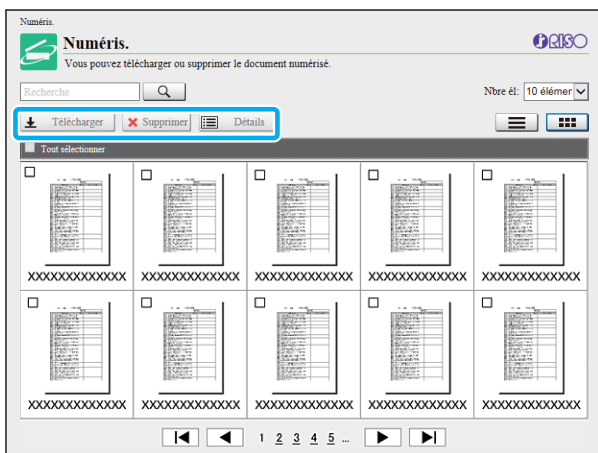 Numéris.
Numéris.
RISO
Vous pouvez télécharger ou supprimer le document numérisé.
Recherche
Nbre él: 10 élémer
Télécharger Supprimer Détails
Tout sélectionner
XXXXXXXXXXXXX XXXXXXXXXXXXX XXXXXXXXXXXXX XXXXXXXXXXXXX XXXXXXXXXXXXX
XXXXXXXXXXXXX XXXXXXXXXXXXX XXXXXXXXXXXXX XXXXXXXXXXXXX XXXXXXXXXXXXX
1 2 3 4 5 ...